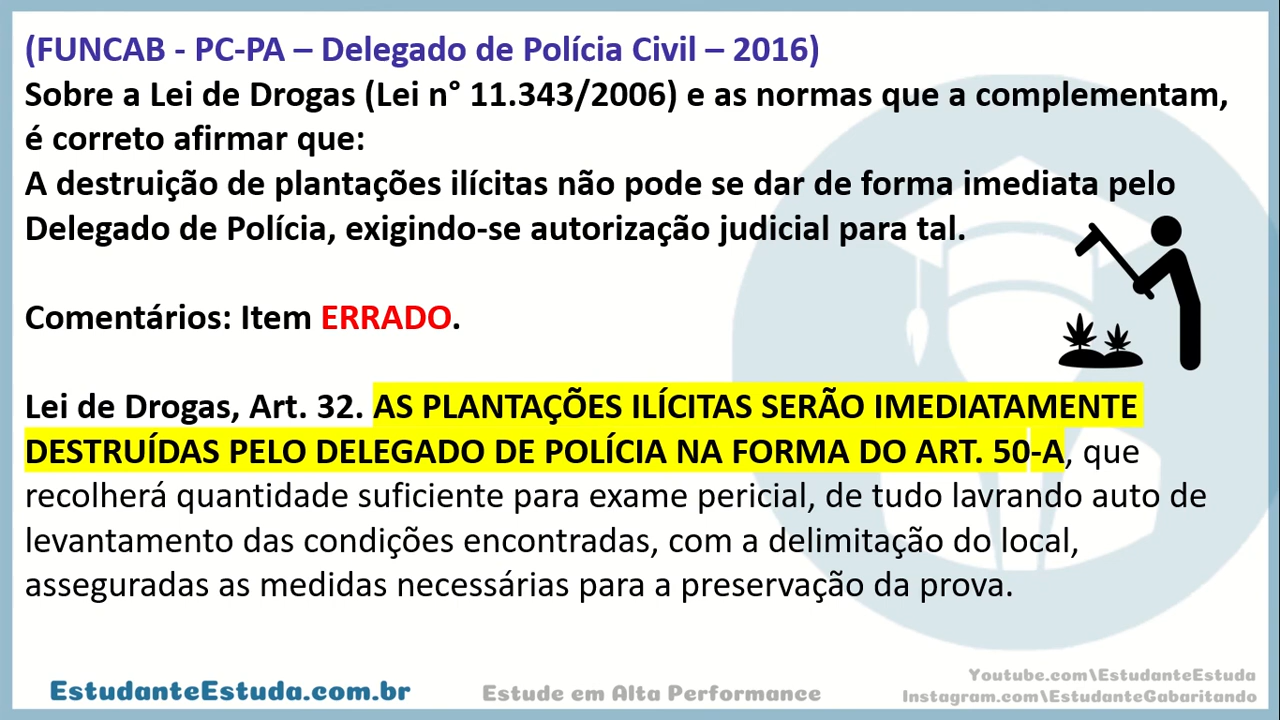 (FUNCAB - PC-PA – Delegado de Polícia Civil – 2016)
Sobre a Lei de Drogas (Lei n° 11.343/2006) e as normas que a complementam,
é correto afirmar que:
A destruição de plantações ilícitas não pode se dar de forma imediata pelo
Delegado de Polícia, exigindo-se autorização judicial para tal.
Comentários: Item ERRADO.
Lei de Drogas, Art. 32. AS PLANTAÇÕES ILÍCITAS SERÃO IMEDIATAMENTE
DESTRUÍDAS PELO DELEGADO DE POLÍCIA NA FORMA DO ART. 50-A, que
recolherá quantidade suficiente para exame pericial, de tudo lavrando auto de
levantamento das condições encontradas, com a delimitação do local,
asseguradas as medidas necessárias para a preservação da prova.
EstudanteEstuda.com.br
Estude em Alta Performance
Youtube.com\EstudanteEstuda
Instagram.com\EstudanteGabaritando